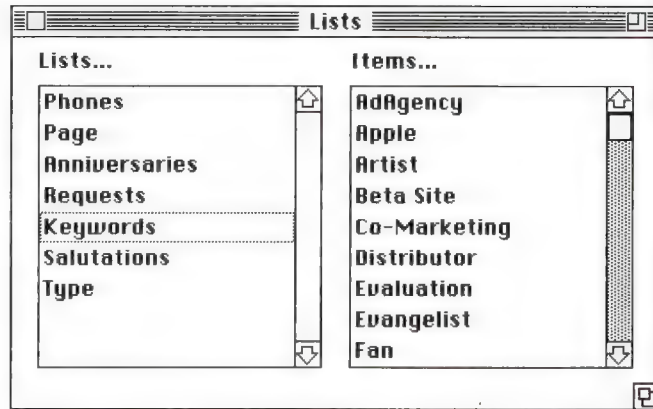 Lists
Lists...
Phones
Page
Anniversaries
Requests
Keywords
Salutations
Type
Items...
AdAgency
Apple
Artist
Beta Site
Co-Marketing
Distributor
Evaluation
Evangelist
Fan